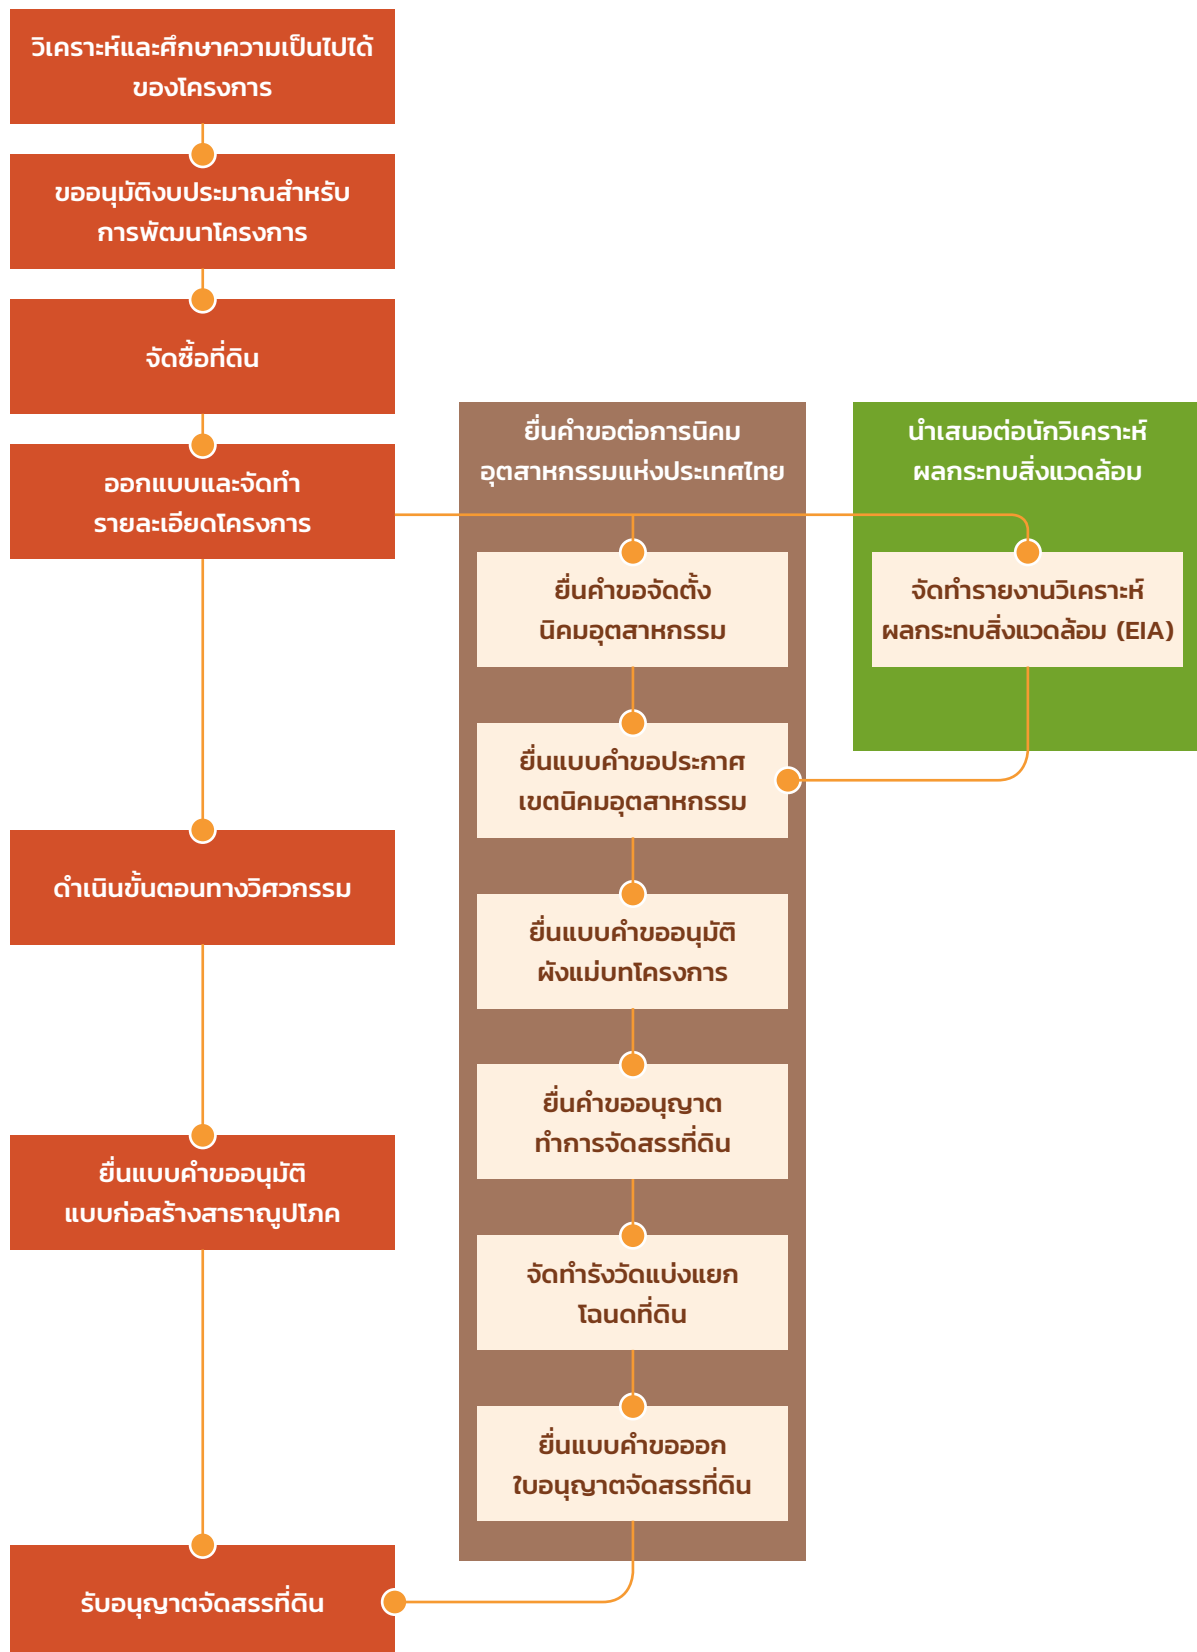 วิเคราะห์และศึกษาความเป็นไปได้
ของโครงการ
ขออนุมัติงบประมาณสำหรับ
การพัฒนาโครงการ
จัดซื้อที่ดิน
ออกแบบและจัดทำ
รายละเอียดโครงการ
ดำเนินขั้นตอนทางวิศวกรรม
ยื่นแบบคำขออนุมัติ
แบบก่อสร้างสาธาณูปโภค
รับอนุญาตจัดสรรที่ดิน
ยื่นคำขอต่อการนิคม
อุตสาหกรรมแห่งประเทศไทย
ยื่นคำขอจัดตั้ง
นิคมอุตสาหกรรม
ยื่นแบบคำขอประกาศ
เขตนิคมอุตสาหกรรม
ยื่นแบบคำขออนุมัติ
ผังแม่บทโครงการ
ยื่นคำขออนุญาต
ทำการจัดสรรที่ดิน
จัดทำรังวัดแบ่งแยก
โฉนดที่ดิน
ยื่นแบบคำขอออก
ใบอนุญาตจัดสรรที่ดิน
นำเสนอต่อนักวิเคราะห์
ผลกระทบสิ่งแวดล้อม
จัดทำรายงานวิเคราะห์
ผลกระทบสิ่งแวดล้อม (EIA)